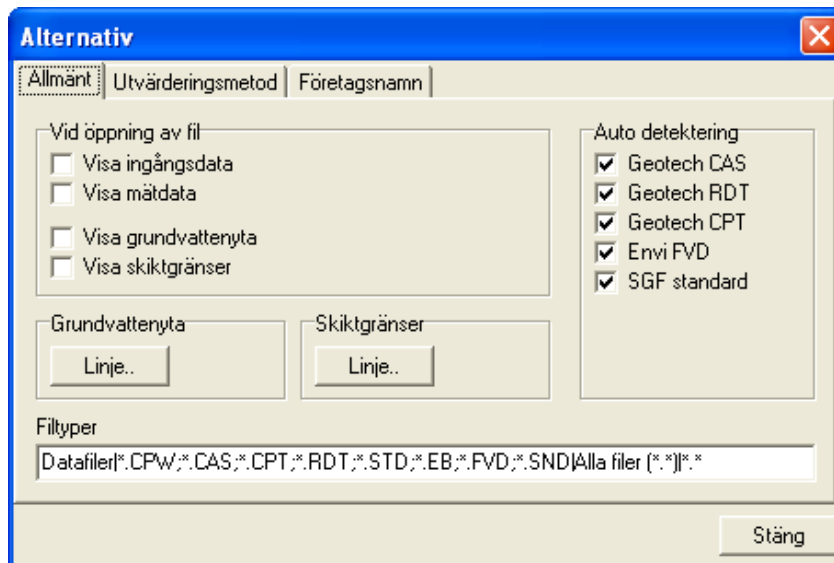 Alternativ
Allmänt Utvärderingsmetod Företagsnamn
Vid öppning av fil
Visa ingångsdata
Visa mätdata
Visa grundvattenyta
Visa skiktgränser
Auto detektering
Geotech CAS
Geotech RDT
Geotech CPT
Envi FVD
SGF standard
Grundvattenyta
Linje..
Skiktgränser
Linje..
Filtyper
Datafiler|*.CPW;*.CAS;*.CPT;*.RDT;*.STD;*.EB;*.FVD;*.SND|Alla filer (*.*)|*.*
Stäng